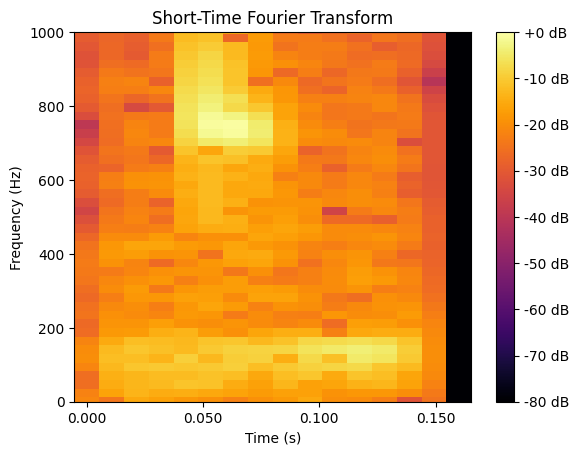 Short-Time Fourier Transform
1000
800
600
400
200
0
Frequency (Hz)
0.000
0.050
0.100
0.150
Time (s)
+0 dB
-10 dB
-20 dB
-30 dB
-40 dB
-50 dB
-60 dB
-70 dB
-80 dB